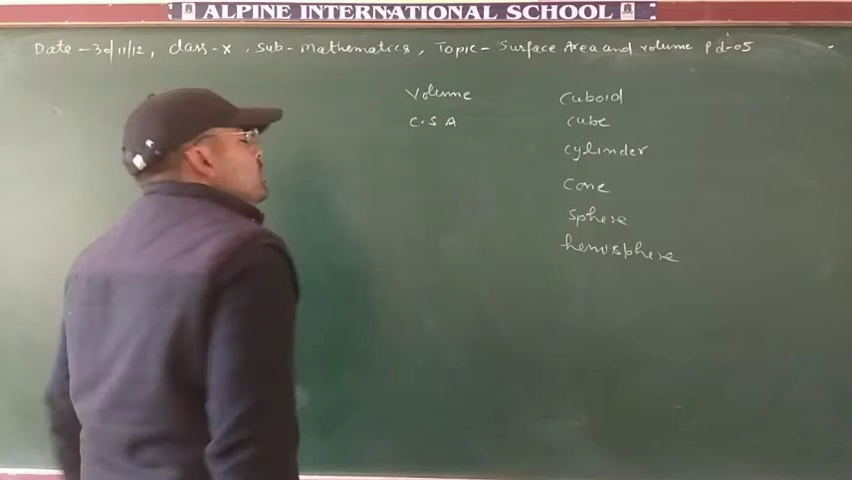 ALPINE INTERNATIONAL SCHOOL
Date - 30/11/12, class - X, Sub - Mathematics, Topic - Surface Area and volume Pd-05
Volume
C.S.A
Cuboid
cube
cylinder
Cone
Sphere
hemisphere